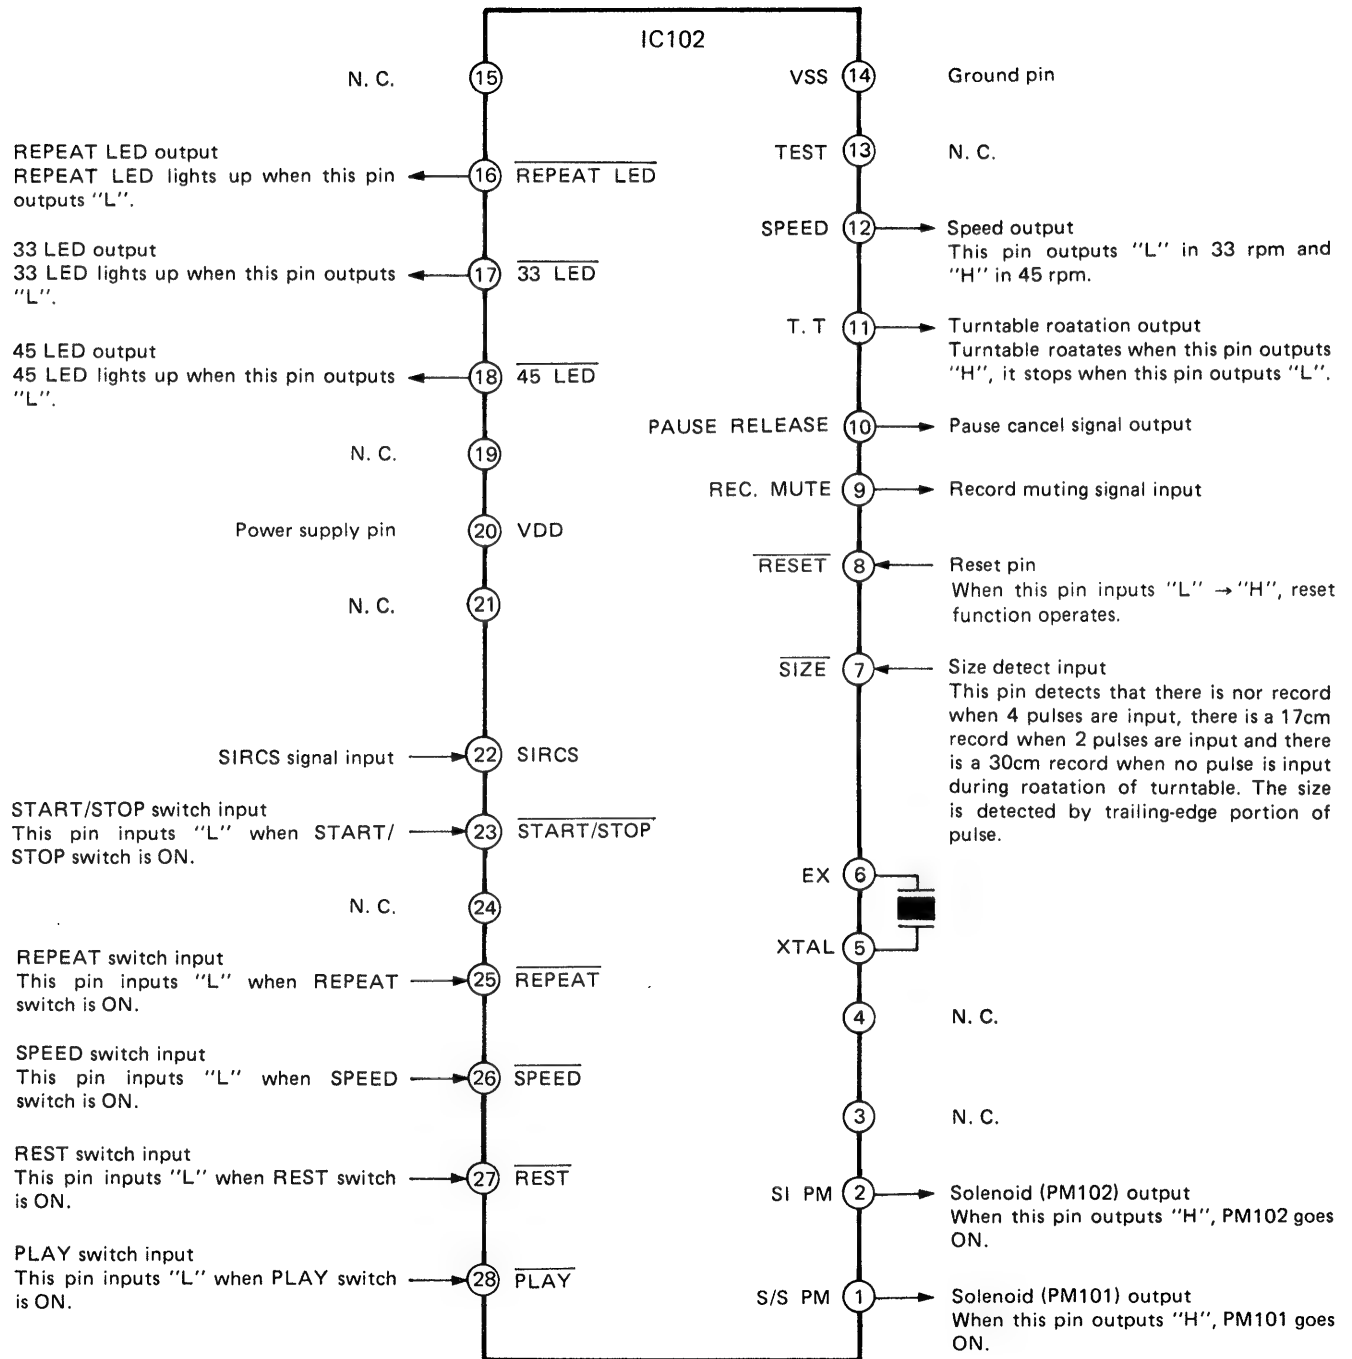 IC102
N. C.
15
REPEAT LED output
REPEAT LED lights up when this pin
outputs "L".
16
REPEAT LED
33 LED output
33 LED lights up when this pin outputs
"L".
17
33 LED
45 LED output
45 LED lights up when this pin outputs
"L".
18
45 LED
N. C.
19
Power supply pin
20
VDD
N. C.
21
SIRCS signal input
22
SIRCS
START/STOP switch input
This pin inputs "L" when START/
STOP switch is ON.
23
START/STOP
N. C.
24
REPEAT switch input
This pin inputs "L" when REPEAT
switch is ON.
25
REPEAT
SPEED switch input
This pin inputs "L" when SPEED
switch is ON.
26
SPEED
REST switch input
This pin inputs "L" when REST switch
is ON.
27
REST
PLAY switch input
This pin inputs "L" when PLAY switch
is ON.
28
PLAY
VSS
14
Ground pin
TEST
13
N. C.
SPEED
12
Speed output
This pin outputs "L" in 33 rpm and
"H" in 45 rpm.
T. T
11
Turntable roatation output
Turntable roatates when this pin outputs
"H", it stops when this pin outputs "L".
PAUSE RELEASE
10
Pause cancel signal output
REC. MUTE
9
Record muting signal input
RESET
8
Reset pin
When this pin inputs "L" → "H", reset
function operates.
SIZE
7
Size detect input
This pin detects that there is nor record
when 4 pulses are input, there is a 17cm
record when 2 pulses are input and there
is a 30cm record when no pulse is input
during roatation of turntable. The size
is detected by trailing-edge portion of
pulse.
EX
6
XTAL
5
4
N. C.
3
N. C.
SI PM
2
Solenoid (PM102) output
When this pin outputs "H", PM102 goes
ON.
S/S PM
1
Solenoid (PM101) output
When this pin outputs "H", PM101 goes
ON.